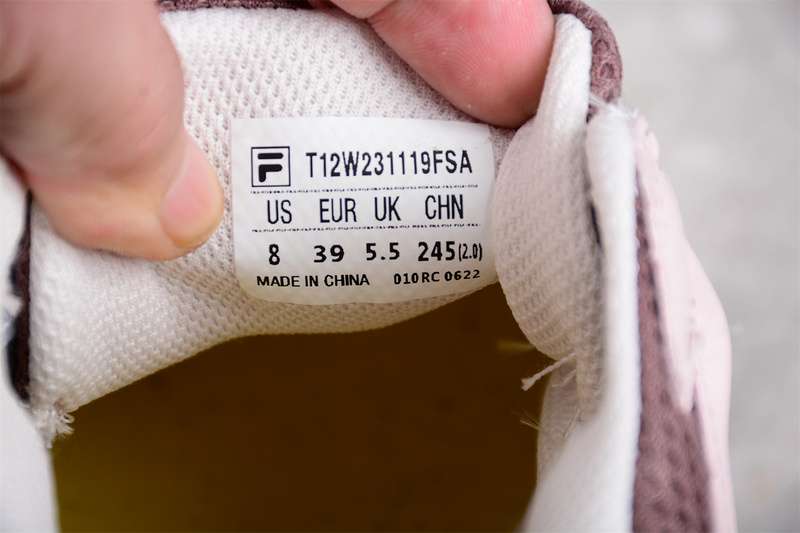 F T12W231119FSA
US EUR UK CHN
8 39 5.5 245(2.0)
MADE IN CHINA 010RC 0622